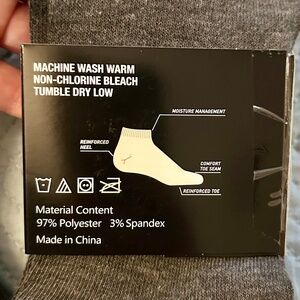 MACHINE WASH WARM
NON-CHLORINE BLEACH
TUMBLE DRY LOW
MOISTURE MANAGEMENT
REINFORCED
HEEL
COMFORT
TOE SEAM
REINFORCED TOE
Material Content
97% Polyester 3% Spandex
Made in China